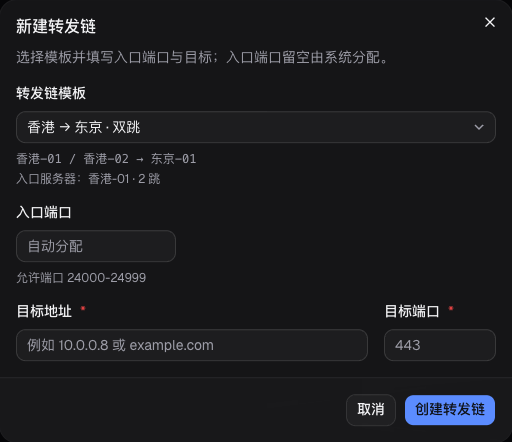 新建转发链
选择模板并填写入口端口与目标；入口端口留空由系统分配。
转发链模板
香港 → 东京 · 双跳
香港-01 / 香港-02 → 东京-01
入口服务器：香港-01 · 2 跳
入口端口
自动分配
允许端口 24000-24999
目标地址 * 目标端口 *
例如 10.0.0.8 或 example.com 443
取消 创建转发链